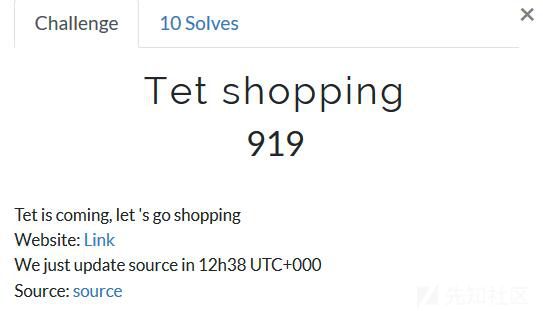 Challenge
10 Solves
×
Tet shopping
919
Tet is coming, let 's go shopping
Website: Link
We just update source in 12h38 UTC+000
Source: source
先知社区